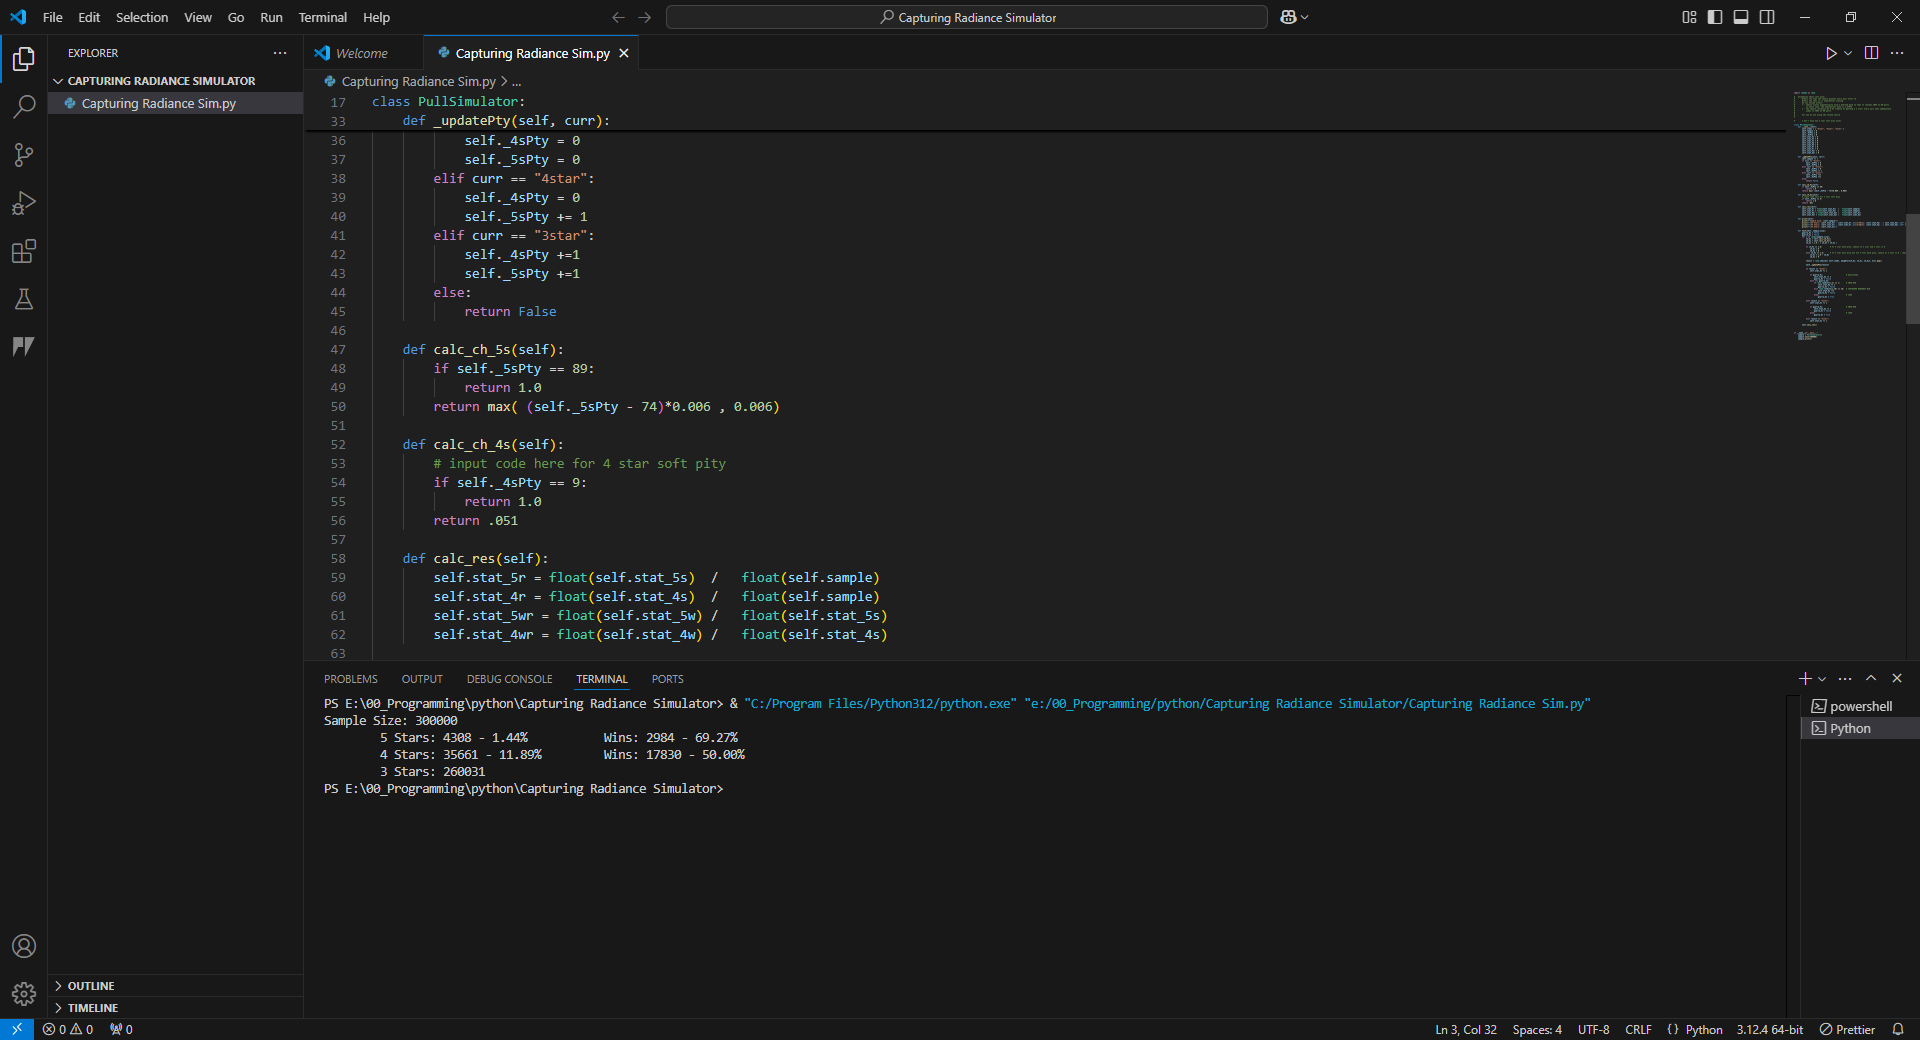 File Edit Selection View Go Run Terminal Help
Capturing Radiance Simulator
EXPLORER
CAPTURING RADIANCE SIMULATOR
Capturing Radiance Sim.py
OUTLINE
TIMELINE
Welcome
Capturing Radiance Sim.py
Capturing Radiance Sim.py > ...
17 class PullSimulator:
33 def _updatePty(self, curr):
36 self._4sPty = 0
37 self._5sPty = 0
38 elif curr == "4star":
39 self._4sPty = 0
40 self._5sPty += 1
41 elif curr == "3star":
42 self._4sPty +=1
43 self._5sPty +=1
44 else:
45 return False
46
47 def calc_ch_5s(self):
48 if self._5sPty == 89:
49 return 1.0
50 return max( (self._5sPty - 74)*0.006 , 0.006)
51
52 def calc_ch_4s(self):
53 # input code here for 4 star soft pity
54 if self._4sPty == 9:
55 return 1.0
56 return .051
57
58 def calc_res(self):
59 self.stat_5r = float(self.stat_5s) / float(self.sample)
60 self.stat_4r = float(self.stat_4s) / float(self.sample)
61 self.stat_5wr = float(self.stat_5w) / float(self.stat_5s)
62 self.stat_4wr = float(self.stat_4w) / float(self.stat_4s)
63
PROBLEMS OUTPUT DEBUG CONSOLE TERMINAL PORTS
PS E:\00_Programming\python\Capturing Radiance Simulator> & "C:/Program Files/Python312/python.exe" "e:/00_Programming/python/Capturing Radiance Simulator/Capturing Radiance Sim.py"
Sample Size: 300000
5 Stars: 4308 - 1.44% Wins: 2984 - 69.27%
4 Stars: 35661 - 11.89% Wins: 17830 - 50.00%
3 Stars: 260031
PS E:\00_Programming\python\Capturing Radiance Simulator>
powershell
Python
0 0 0
Ln 3, Col 32 Spaces: 4 UTF-8 CRLF {} Python 3.12.4 64-bit Prettier